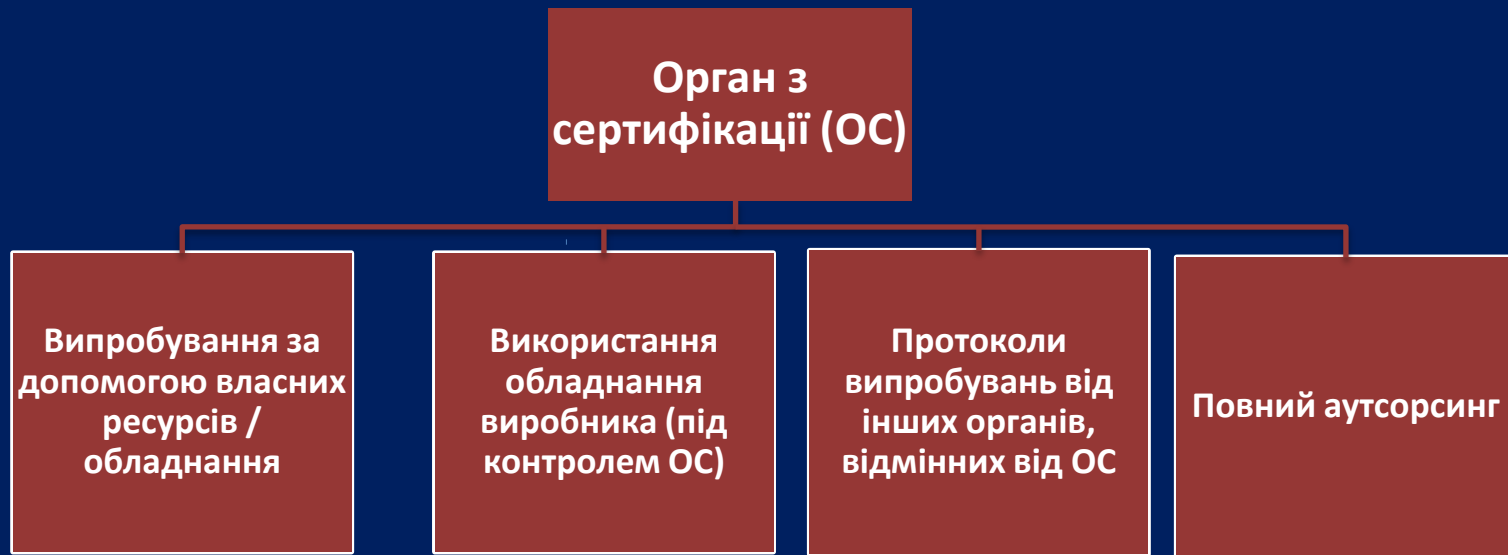 Орган з
сертифікації (ОС)
Випробування за
допомогою власних
ресурсів /
обладнання
Використання
обладнання
виробника (під
контролем ОС)
Протоколи
випробувань від
інших органів,
відмінних від ОС
Повний аутсорсинг